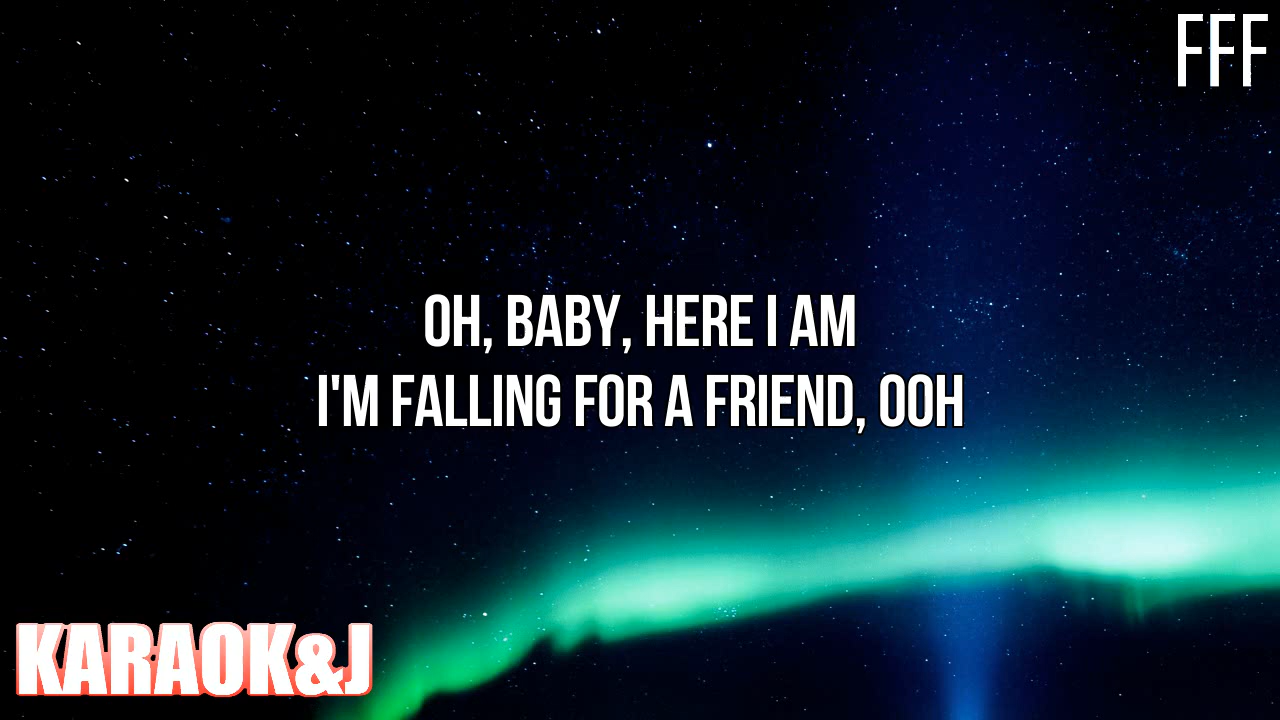 FFF
OH, BABY, HERE I AM
I'M FALLING FOR A FRIEND, OOH
KARAOK&J